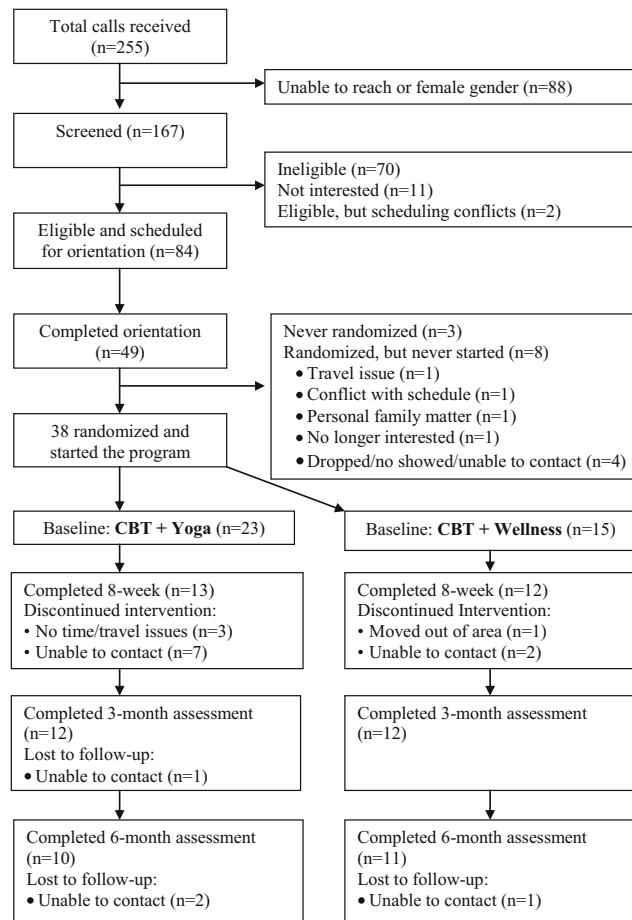 Total calls received
(n=255)
Unable to reach or female gender (n=88)
Screened (n=167)
Ineligible (n=70)
Not interested (n=11)
Eligible, but scheduling conflicts (n=2)
Eligible and scheduled
for orientation (n=84)
Completed orientation
(n=49)
Never randomized (n=3)
Randomized, but never started (n=8)
• Travel issue (n=1)
• Conflict with schedule (n=1)
• Personal family matter (n=1)
• No longer interested (n=1)
• Dropped/no showed/unable to contact (n=4)
38 randomized and
started the program
Baseline: CBT + Yoga (n=23)
Baseline: CBT + Wellness (n=15)
Completed 8-week (n=13)
Discontinued intervention:
• No time/travel issues (n=3)
• Unable to contact (n=7)
Completed 8-week (n=12)
Discontinued Intervention:
• Moved out of area (n=1)
• Unable to contact (n=2)
Completed 3-month assessment
(n=12)
Lost to follow-up:
• Unable to contact (n=1)
Completed 3-month assessment
(n=12)
Completed 6-month assessment
(n=10)
Lost to follow-up:
• Unable to contact (n=2)
Completed 6-month assessment
(n=11)
Lost to follow-up:
• Unable to contact (n=1)